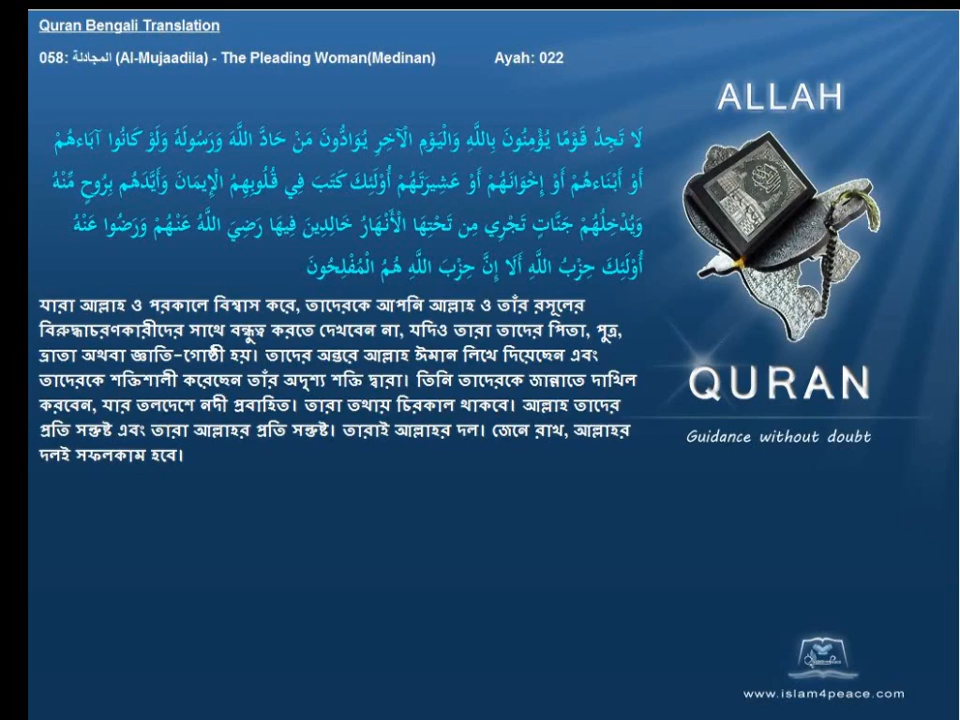 Quran Bengali Translation
058: المجادلة (Al-Mujaadila) - The Pleading Woman(Medinan) Ayah: 022
لَا تَجِدُ قَوْمًا يُؤْمِنُونَ بِاللَّهِ وَالْيَوْمِ الْآخِرِ يُوَادُّونَ مَنْ حَادَّ اللَّهَ وَرَسُولَهُ وَلَوْ كَانُوا آبَاءهُمْ
أَوْ أَبْنَاءهُمْ أَوْ إِخْوَانَهُمْ أَوْ عَشِيرَتَهُمْ أُوْلَئِكَ كَتَبَ فِي قُلُوبِهِمُ الْإِيمَانَ وَأَيَّدَهُم بِرُوحٍ مِّنْهُ
وَيُدْخِلُهُمْ جَنَّاتٍ تَجْرِي مِن تَحْتِهَا الْأَنْهَارُ خَالِدِينَ فِيهَا رَضِيَ اللَّهُ عَنْهُمْ وَرَضُوا عَنْهُ
أُوْلَئِكَ حِزْبُ اللَّهِ أَلَا إِنَّ حِزْبَ اللَّهِ هُمُ الْمُفْلِحُونَ
যারা আল্লাহ ও পরকালে বিশ্বাস করে, তাদেরকে আপনি আল্লাহ ও তাঁর রসূলের
বিরুদ্ধাচরণকারীদের সাথে বন্ধুত্ব করতে দেখবেন না, যদিও তারা তাদের পিতা, পুত্র,
ভ্রাতা অথবা জ্ঞাতি-গোষ্ঠী হয়। তাদের অন্তরে আল্লাহ ঈমান লিখে দিয়েছেন এবং
তাদেরকে শক্তিশালী করেছেন তাঁর অদৃশ্য শক্তি দ্বারা। তিনি তাদেরকে জান্নাতে দাখিল
করবেন, যার তলদেশে নদী প্রবাহিত। তারা তথায় চিরকাল থাকবে। আল্লাহ তাদের
প্রতি সন্তুষ্ট এবং তারা আল্লাহর প্রতি সন্তুষ্ট। তারাই আল্লাহর দল। জেনে রাখ, আল্লাহর
দলই সফলকাম হবে।
ALLAH
QURAN
Guidance without doubt
www.islam4peace.com